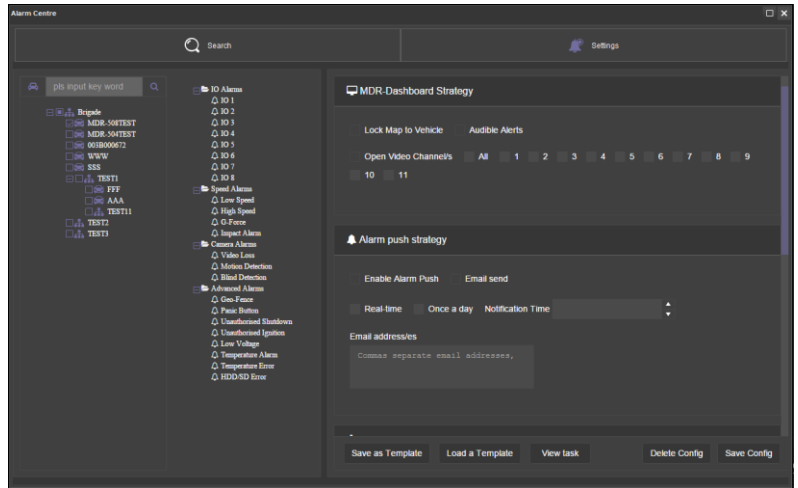 Alarm Centre
Search
Settings
pls input key word
Brigade
MDR-508TEST
MDR-504TEST
003B000672
WWW
SSS
TEST1
FFF
AAA
TEST11
TEST2
TEST3
IO Alarms
IO 1
IO 2
IO 3
IO 4
IO 5
IO 6
IO 7
IO 8
Speed Alarms
Low Speed
High Speed
G-Force
Impact Alarm
Camera Alarms
Video Loss
Motion Detection
Blind Detection
Advanced Alarms
Geo-Fence
Panic Button
Unauthorised Shutdown
Unauthorised Ignition
Low Voltage
Temperature Alarm
Temperature Error
HDD/SD Error
MDR-Dashboard Strategy
Lock Map to Vehicle Audible Alerts
Open Video Channel/s All 1 2 3 4 5 6 7 8 9
10 11
Alarm push strategy
Enable Alarm Push Email send
Real-time Once a day Notification Time
Email address/es
Commas separate email addresses,
Save as Template Load a Template View task Delete Config Save Config